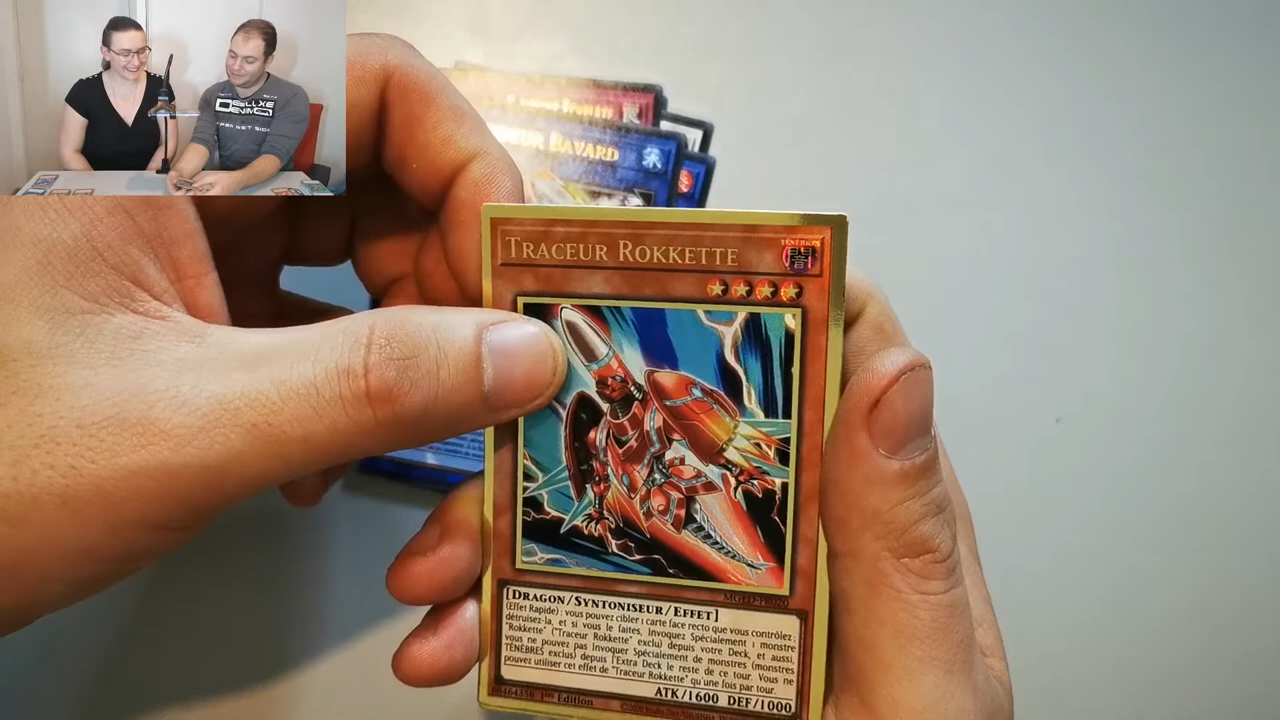 DELUXE
BAVARD
TRACEUR ROKKETTE
TÉNÈBRES
闇
MGED-FR020
[DRAGON/SYNTONISEUR/EFFET]
(Effet Rapide) : vous pouvez cibler 1 carte face recto que vous contrôlez ;
détruisez-la, et si vous le faites, Invoquez Spécialement 1 monstre
"Rokkette" ("Traceur Rokkette" exclu) depuis votre Deck, et aussi,
vous ne pouvez pas Invoquer Spécialement de monstres (monstres
TÉNÈBRES exclus) depuis l'Extra Deck le reste de ce tour. Vous ne
pouvez utiliser cet effet de "Traceur Rokkette" qu'une fois par tour.
ATK/1600 DEF/1000
68464358 1ère Edition